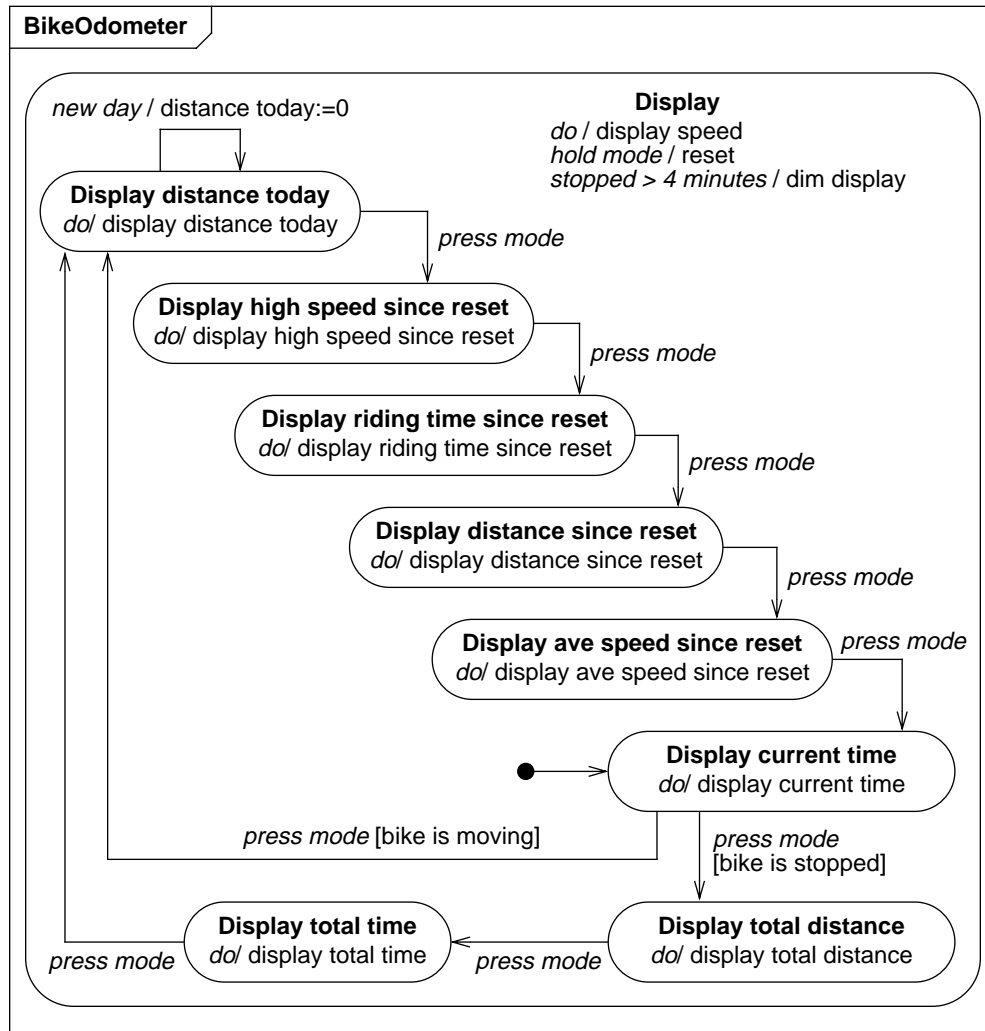 BikeOdometer
Display
do / display speed
hold mode / reset
stopped > 4 minutes / dim display
new day / distance today:=0
Display distance today
do/ display distance today
press mode
Display high speed since reset
do/ display high speed since reset
press mode
Display riding time since reset
do/ display riding time since reset
press mode
Display distance since reset
do/ display distance since reset
press mode
Display ave speed since reset
do/ display ave speed since reset
press mode
Display current time
do/ display current time
press mode [bike is moving]
press mode
[bike is stopped]
Display total time
do/ display total time
Display total distance
do/ display total distance
press mode
press mode